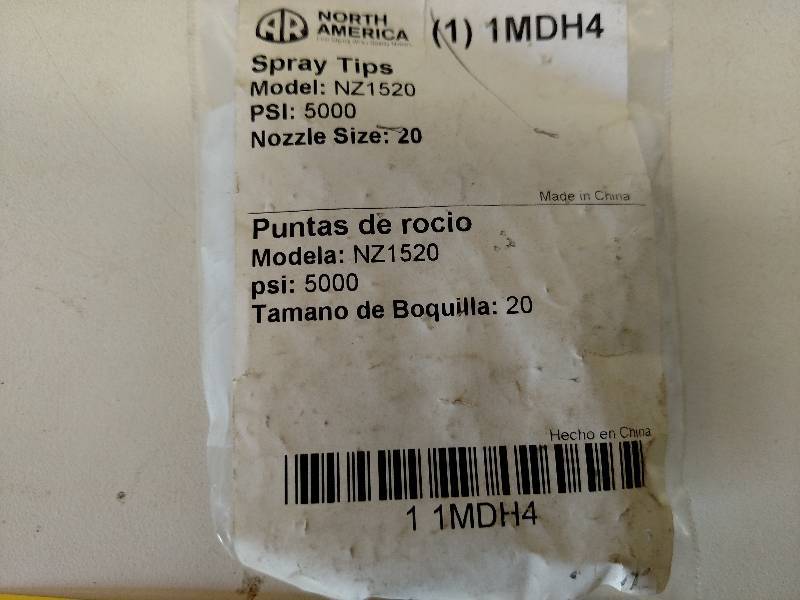 AR NORTH AMERICA (1) 1MDH4
Spray Tips
Model: NZ1520
PSI: 5000
Nozzle Size: 20
Made in China
Puntas de rocio
Modela: NZ1520
psi: 5000
Tamano de Boquilla: 20
Hecho en China
1 1MDH4